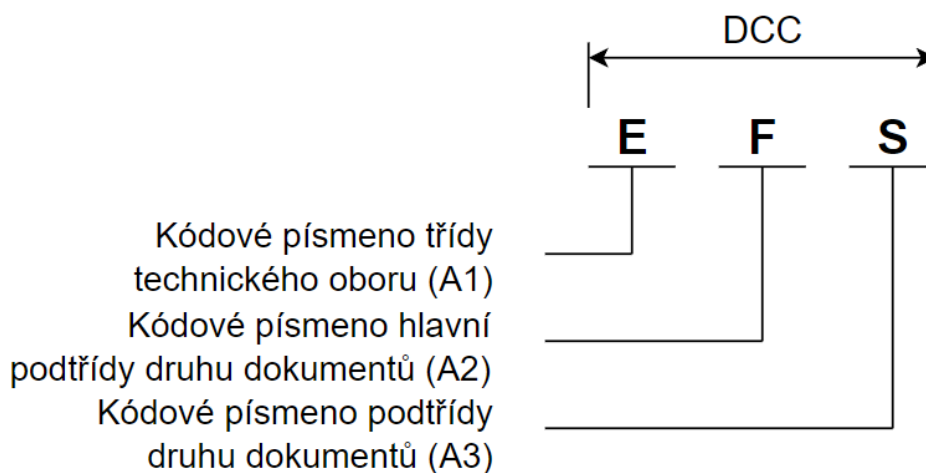 DCC
E F S
Kódové písmeno třídy
technického oboru (A1)
Kódové písmeno hlavní
podtřídy druhu dokumentů (A2)
Kódové písmeno podtřídy
druhu dokumentů (A3)